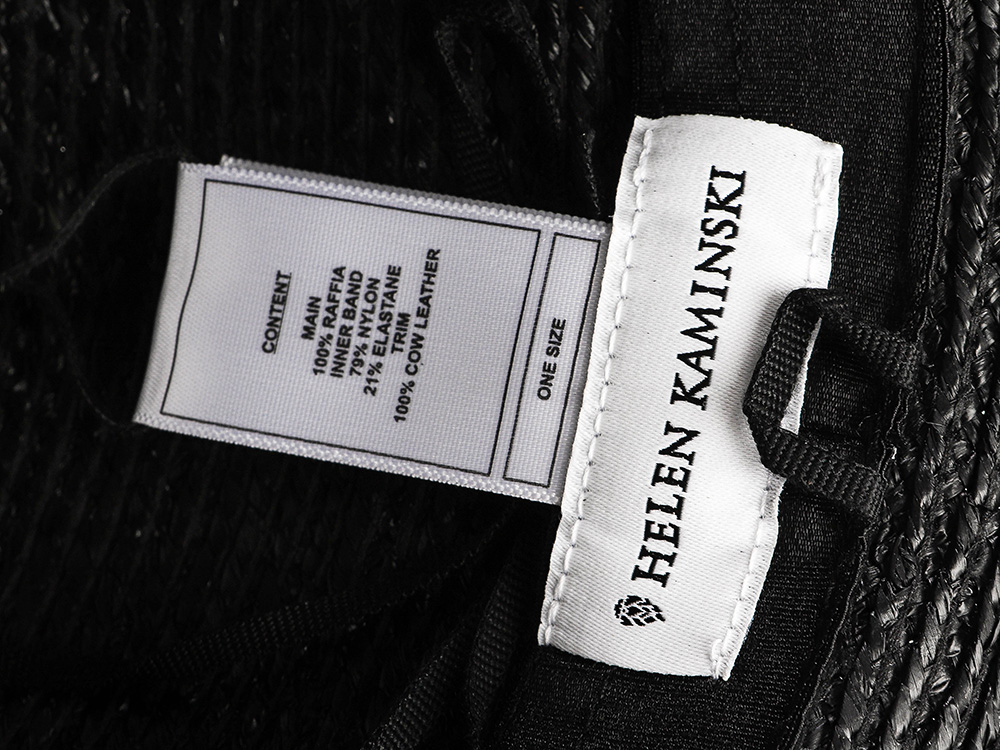 HELEN KAMINSKI
ONE SIZE
CONTENT
MAIN
100% RAFFIA
INNER BAND
79% NYLON
21% ELASTANE
TRIM
100% COW LEATHER